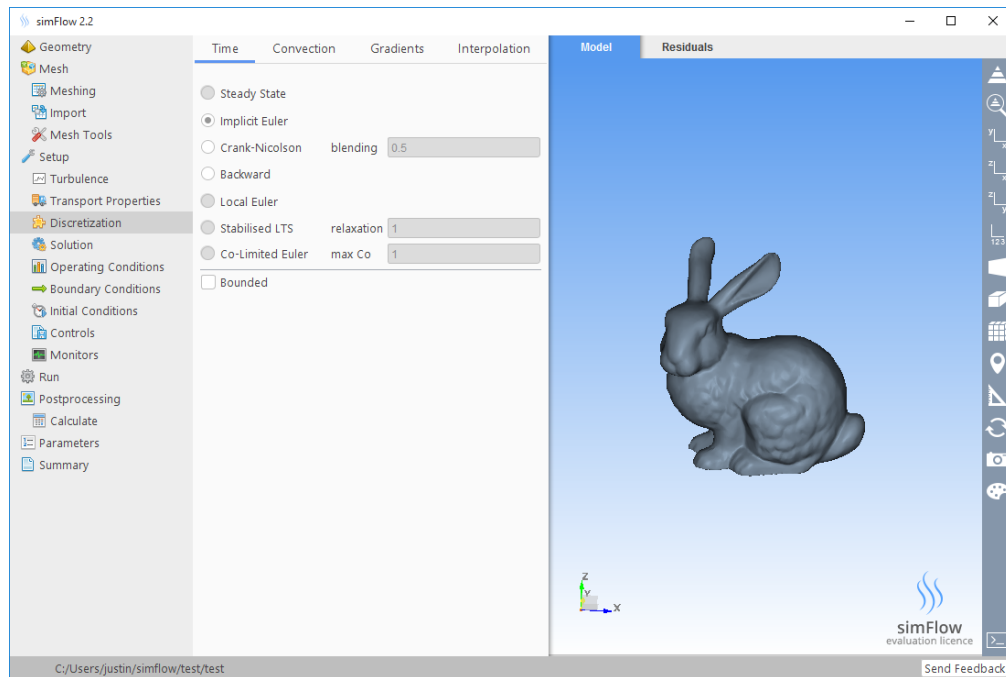 simFlow 2.2
Geometry
Mesh
Meshing
Import
Mesh Tools
Setup
Turbulence
Transport Properties
Discretization
Solution
Operating Conditions
Boundary Conditions
Initial Conditions
Controls
Monitors
Run
Postprocessing
Calculate
Parameters
Summary
Time Convection Gradients Interpolation
Steady State
Implicit Euler
Crank-Nicolson blending 0.5
Backward
Local Euler
Stabilised LTS relaxation 1
Co-Limited Euler max Co 1
Bounded
Model Residuals
y x
z x
z y
123
Z
Y
X
simFlow
evaluation licence
C:/Users/justin/simflow/test/test
Send Feedback